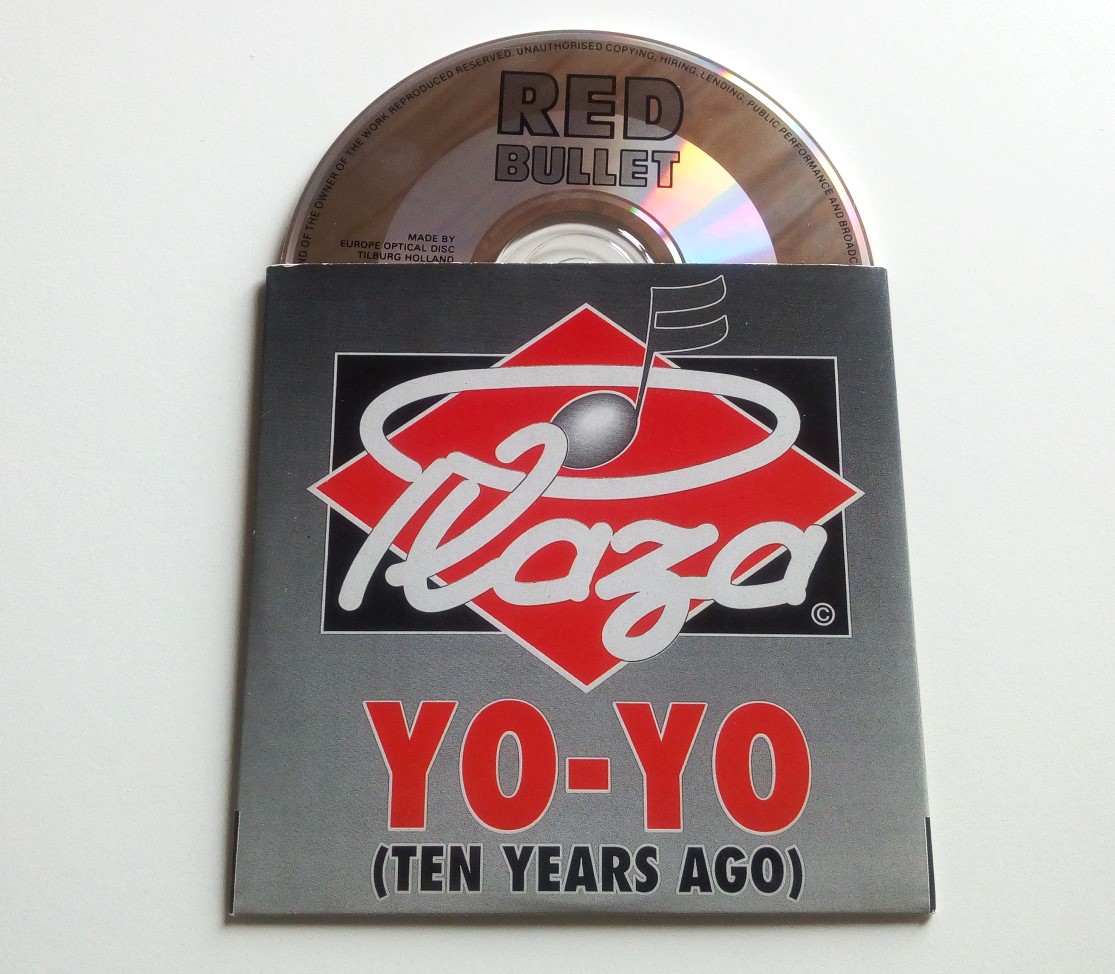 ND OF THE OWNER OF THE WORK REPRODUCED RESERVED. UNAUTHORISED COPYING, HIRING, LENDING, PUBLIC PERFORMANCE AND BROADC
RED
BULLET
MADE BY
EUROPE OPTICAL DISC
TILBURG HOLLAND
Plaza
©
YO-YO
(TEN YEARS AGO)